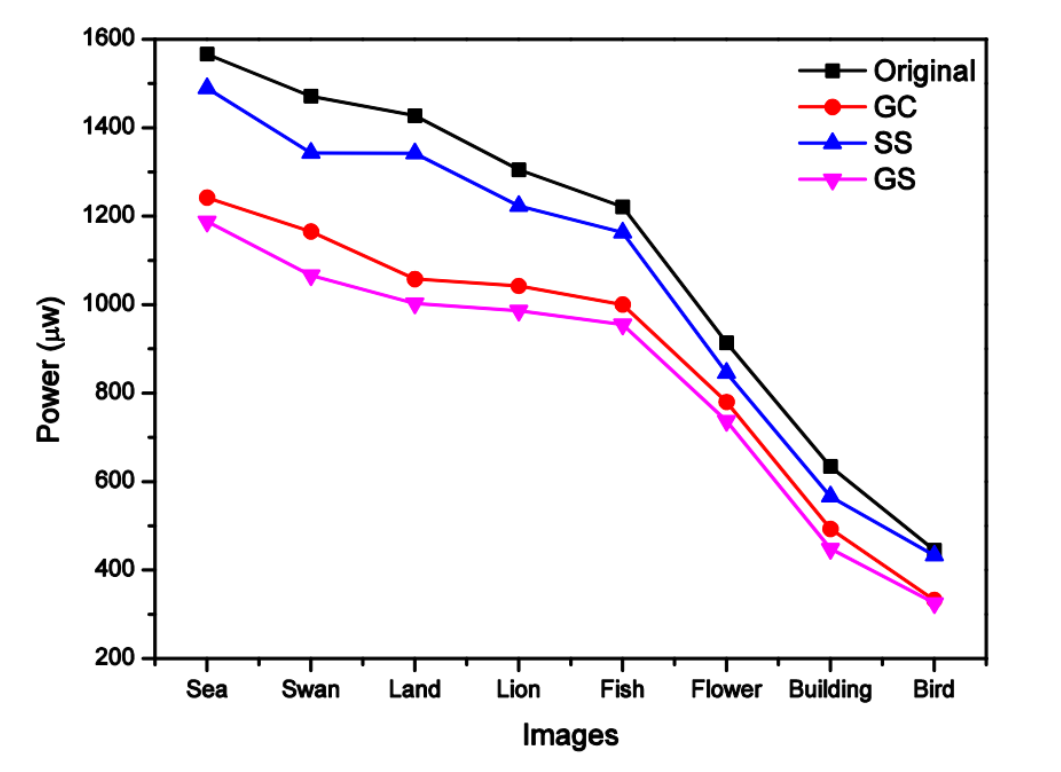 1600
1400
1200
1000
800
600
400
200
Power (μw)
Original
GC
SS
GS
Sea Swan Land Lion Fish Flower Building Bird
Images